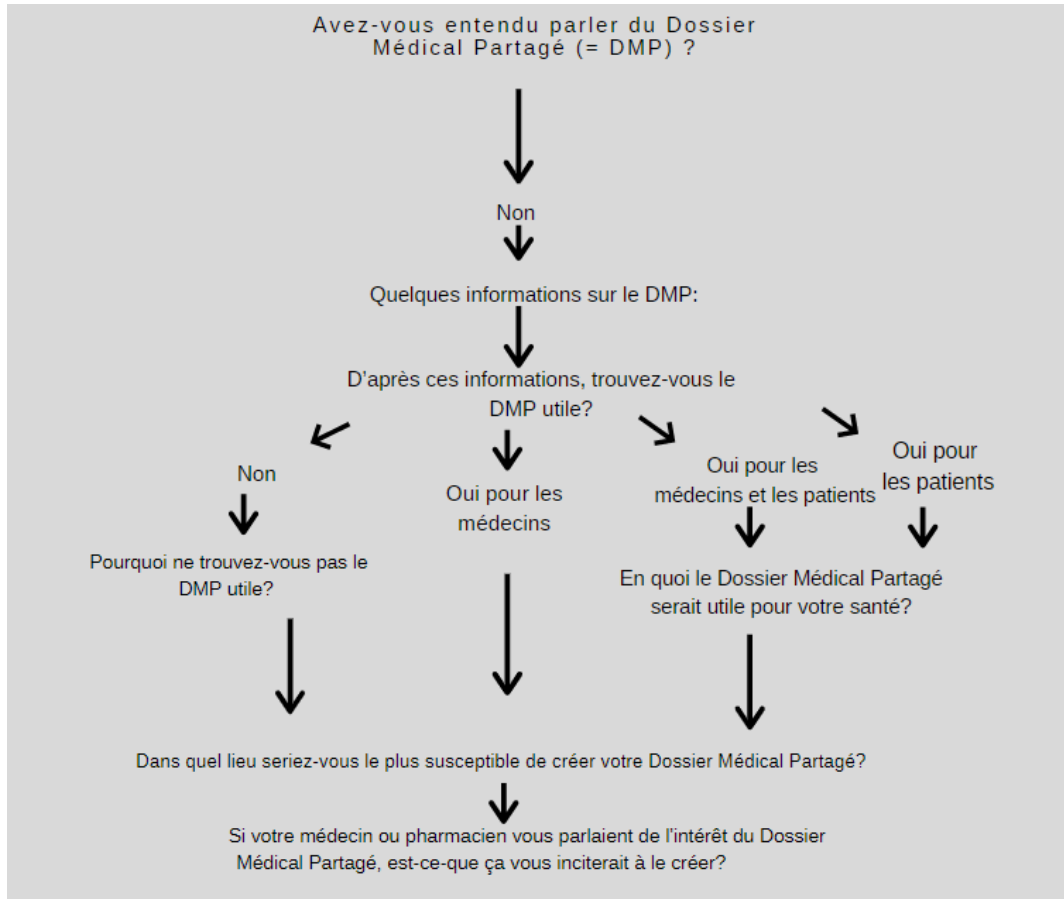 Avez-vous entendu parler du Dossier
Médical Partagé (= DMP) ?
Non
Quelques informations sur le DMP:
D'après ces informations, trouvez-vous le
DMP utile?
Non
Oui pour les
médecins
Oui pour les
médecins et les patients
Oui pour
les patients
Pourquoi ne trouvez-vous pas le
DMP utile?
En quoi le Dossier Médical Partagé
serait utile pour votre santé?
Dans quel lieu seriez-vous le plus susceptible de créer votre Dossier Médical Partagé?
Si votre médecin ou pharmacien vous parlaient de l'intérêt du Dossier
Médical Partagé, est-ce-que ça vous inciterait à le créer?